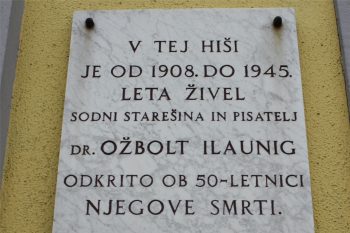 V TEJ HIŠI
JE OD 1908. DO 1945.
LETA ŽIVEL
SODNI STAREŠINA IN PISATELJ
DR. OŽBOLT ILAUNIG
ODKRITO OB 50-LETNICI
NJEGOVE SMRTI.